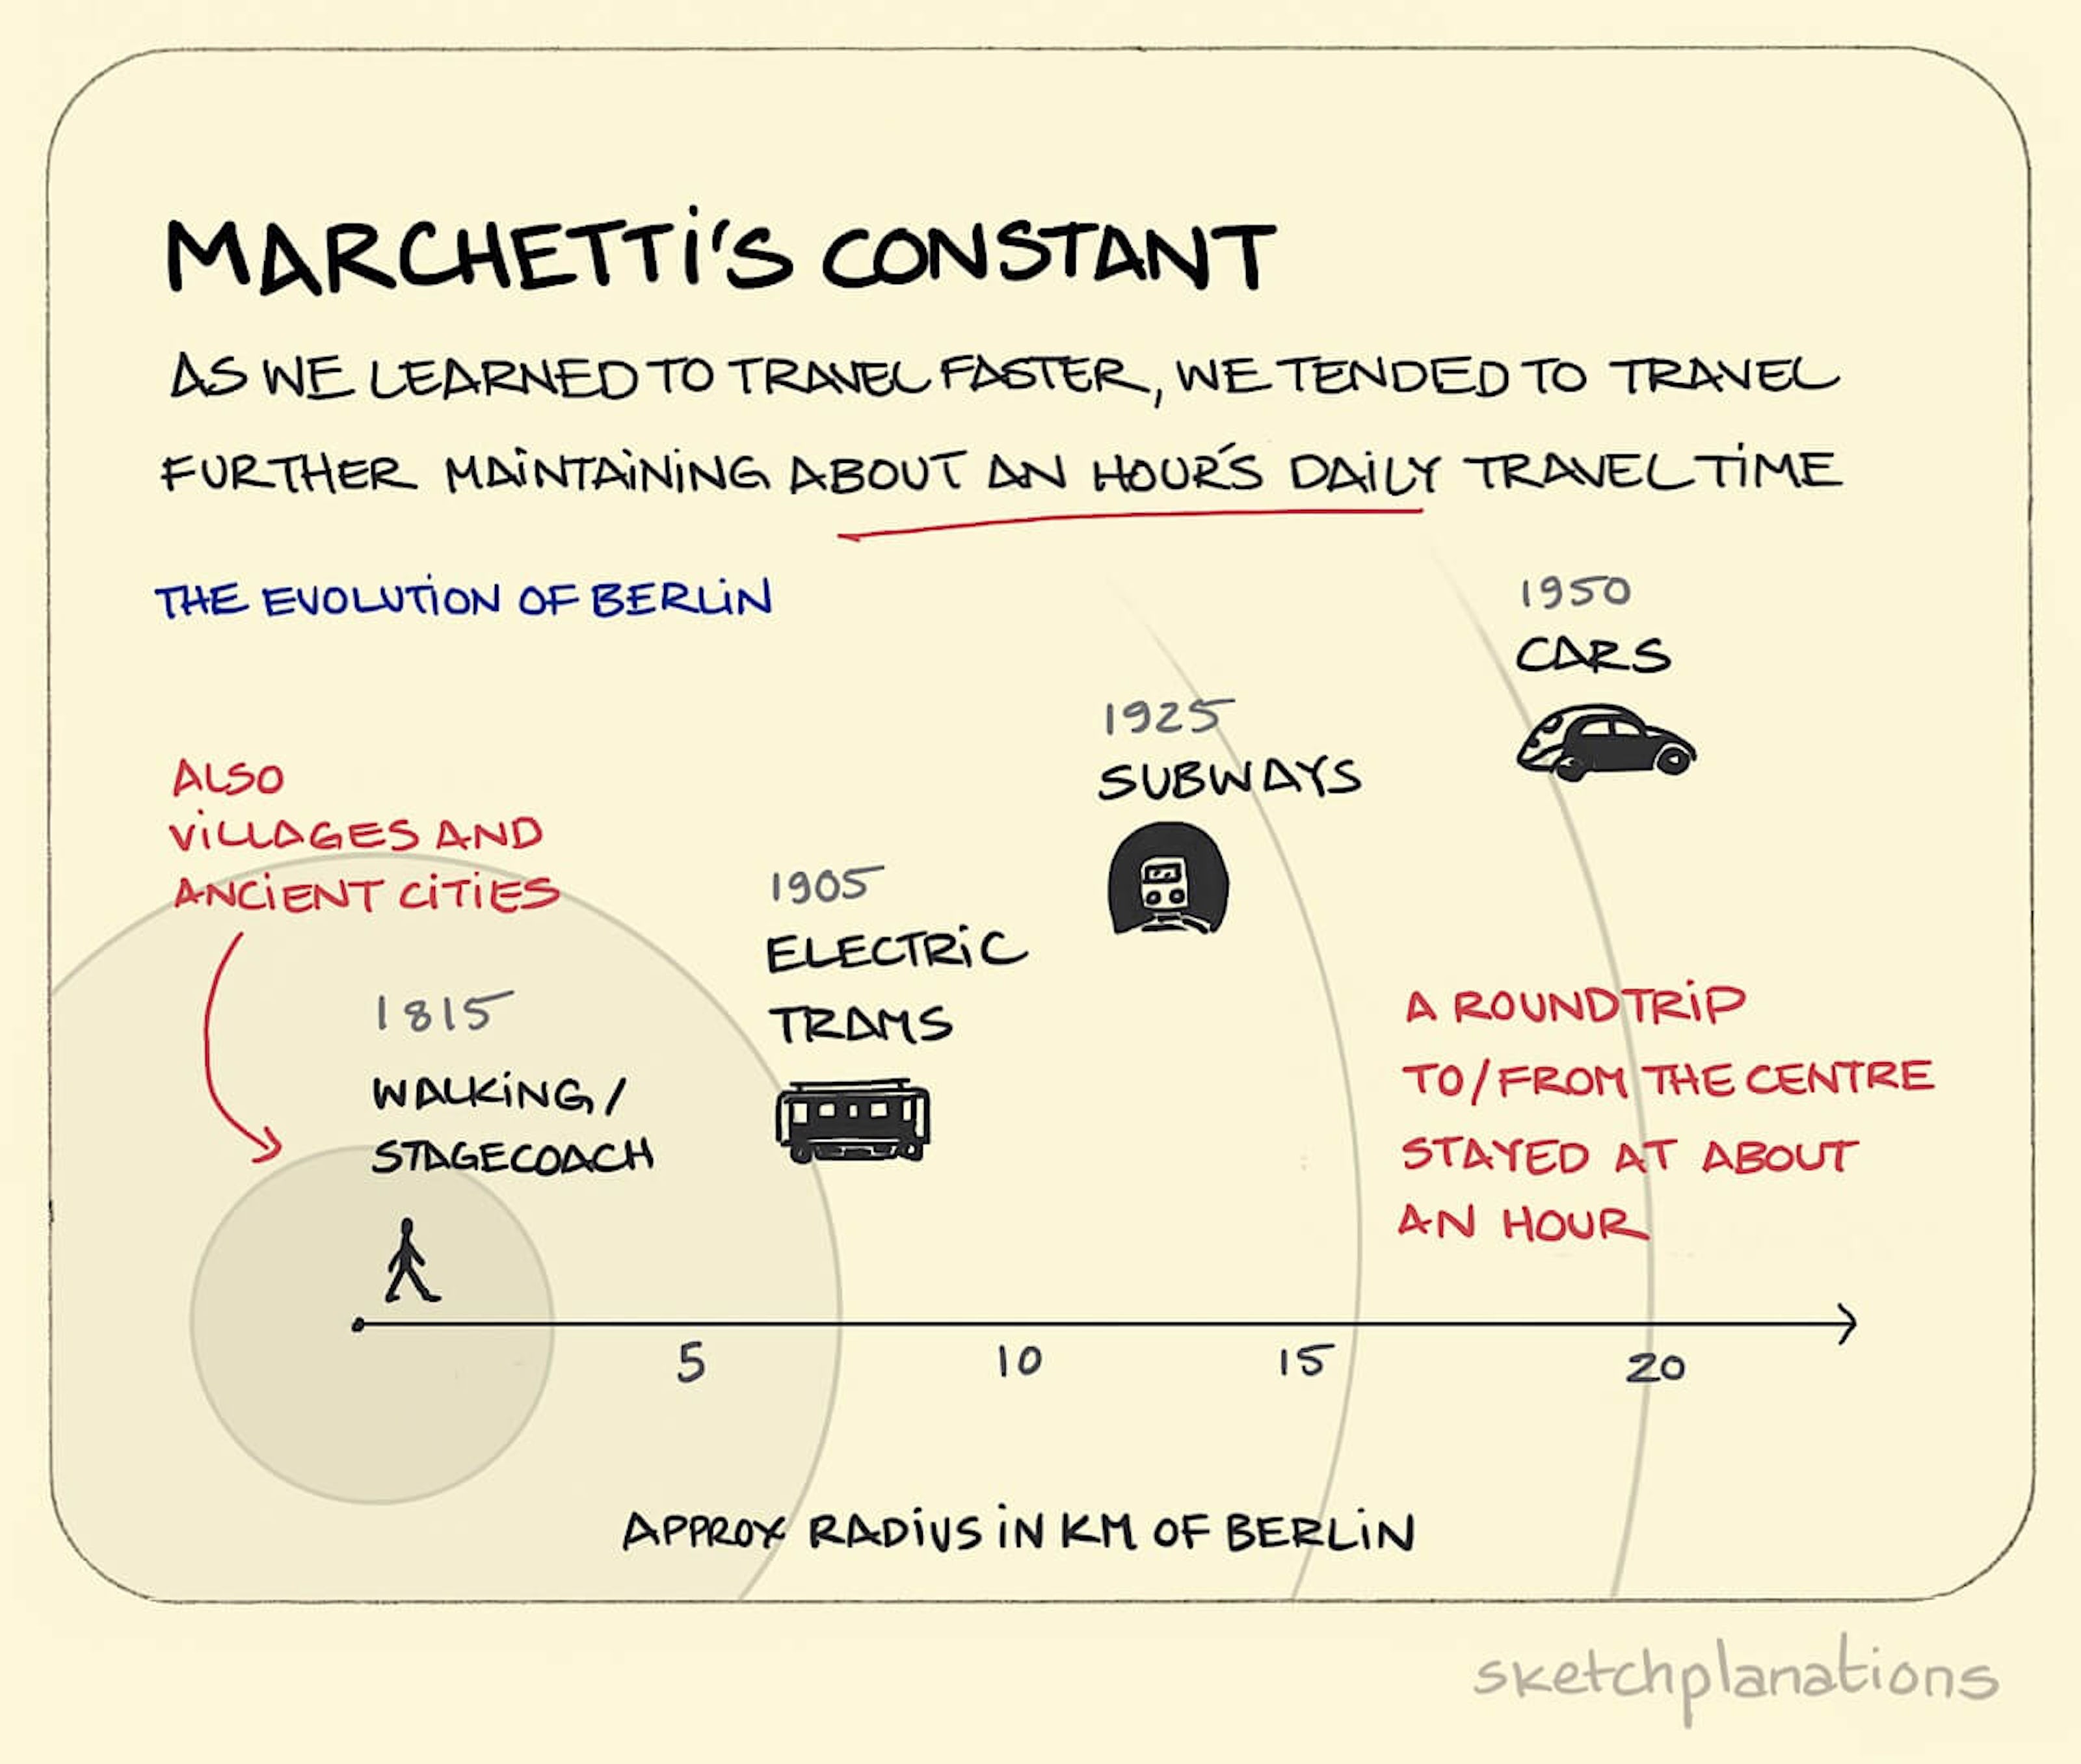 MARCHETTI'S CONSTANT
AS WE LEARNED TO TRAVEL FASTER, WE TENDED TO TRAVEL
FURTHER MAINTAINING ABOUT AN HOUR'S DAILY TRAVEL TIME
THE EVOLUTION OF BERLIN
ALSO
VILLAGES AND
ANCIENT CITIES
1815
WALKING/
STAGECOACH
1905
ELECTRIC
TRAMS
1925
SUBWAYS
1950
CARS
A ROUNDTRIP
TO/FROM THE CENTRE
STAYED AT ABOUT
AN HOUR
5 10 15 20
APPROX RADIUS IN KM OF BERLIN
sketchplanations